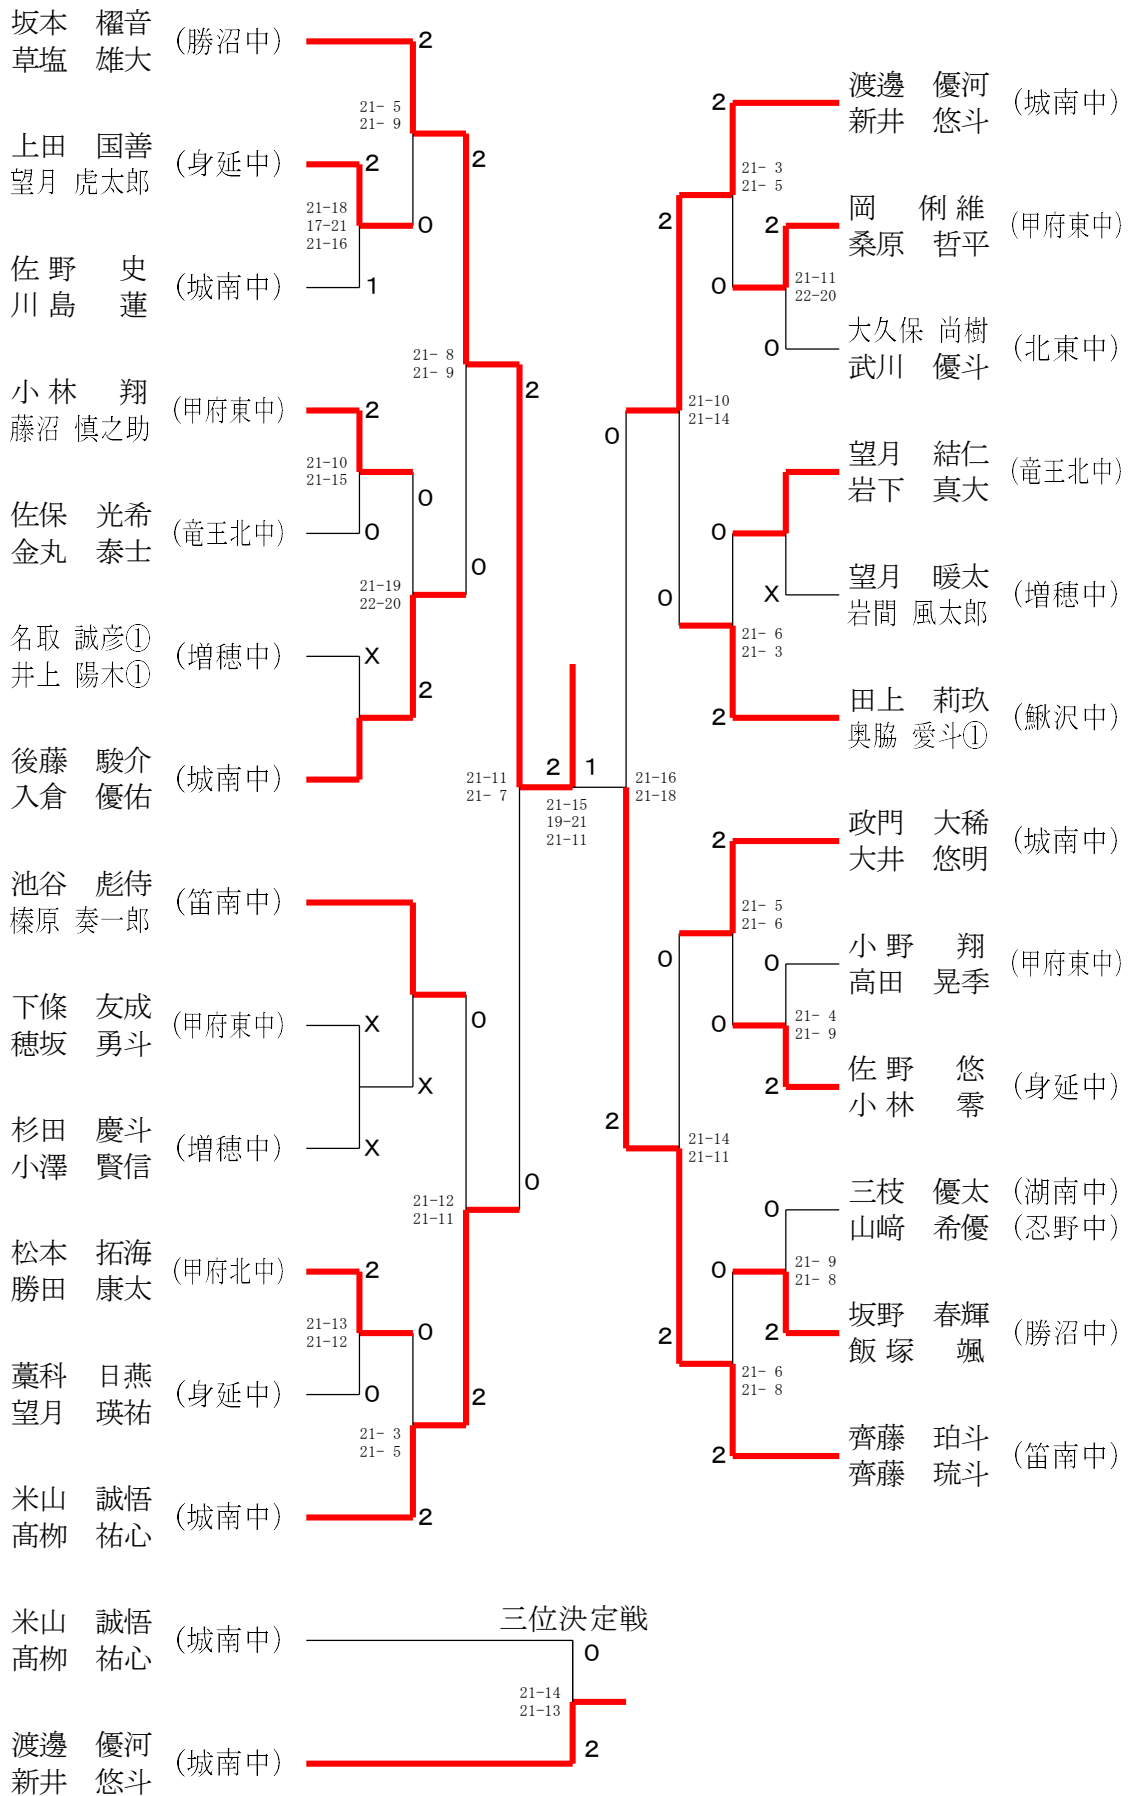 坂本 櫂音
草塩 雄大
(勝沼中)
2
21- 5
21- 9
上田 国善
望月 虎太郎
(身延中)
2
2
21-18
17-21
21-16
0
佐野 史
川島 蓮
(城南中)
1
21- 8
21- 9
小林 翔
藤沼 慎之助
(甲府東中)
2
2
21-10
21-15
0
佐保 光希
金丸 泰士
(竜王北中)
0
0
21-19
22-20
名取 誠彦①
井上 陽木①
(増穂中)
X
2
後藤 駿介
入倉 優佑
(城南中)
21-11
21- 7
2
1
21-15
19-21
21-11
池谷 彪侍
榛原 奏一郎
(笛南中)
下條 友成
穂坂 勇斗
(甲府東中)
X
0
X
杉田 慶斗
小澤 賢信
(増穂中)
X
0
21-12
21-11
松本 拓海
勝田 康太
(甲府北中)
2
21-13
21-12
0
藁科 日燕
望月 瑛祐
(身延中)
0
2
21- 3
21- 5
米山 誠悟
髙栁 祐心
(城南中)
2
渡邊 優河
新井 悠斗
(城南中)
2
21- 3
21- 5
岡 俐維
桑原 哲平
(甲府東中)
2
2
0
21-11
22-20
大久保 尚樹
武川 優斗
(北東中)
0
21-10
21-14
0
望月 結仁
岩下 真大
(竜王北中)
0
望月 暖太
岩間 風太郎
(増穂中)
X
0
21- 6
21- 3
田上 莉玖
奥脇 愛斗①
(鰍沢中)
2
21-16
21-18
政門 大稀
大井 悠明
(城南中)
2
21- 5
21- 6
小野 翔
高田 晃季
(甲府東中)
0
0
0
21- 4
21- 9
佐野 悠
小林 零
(身延中)
2
2
21-14
21-11
三枝 優太
山﨑 希優
(湖南中)
(忍野中)
0
0
21- 9
21- 8
坂野 春輝
飯塚 颯
(勝沼中)
2
2
21- 6
21- 8
齊藤 珀斗
齊藤 琉斗
(笛南中)
2
三位決定戦
米山 誠悟
髙栁 祐心
(城南中)
0
21-14
21-13
渡邊 優河
新井 悠斗
(城南中)
2